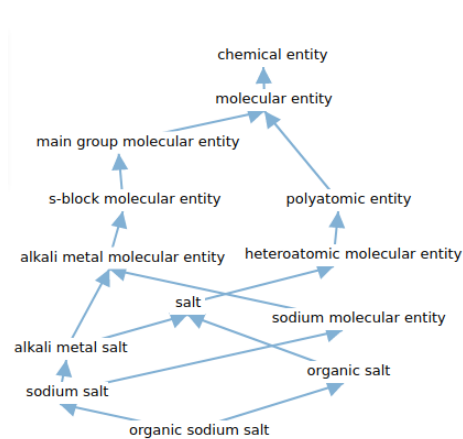 chemical entity
molecular entity
main group molecular entity
s-block molecular entity
polyatomic entity
alkali metal molecular entity
heteroatomic molecular entity
salt
sodium molecular entity
alkali metal salt
organic salt
sodium salt
organic sodium salt